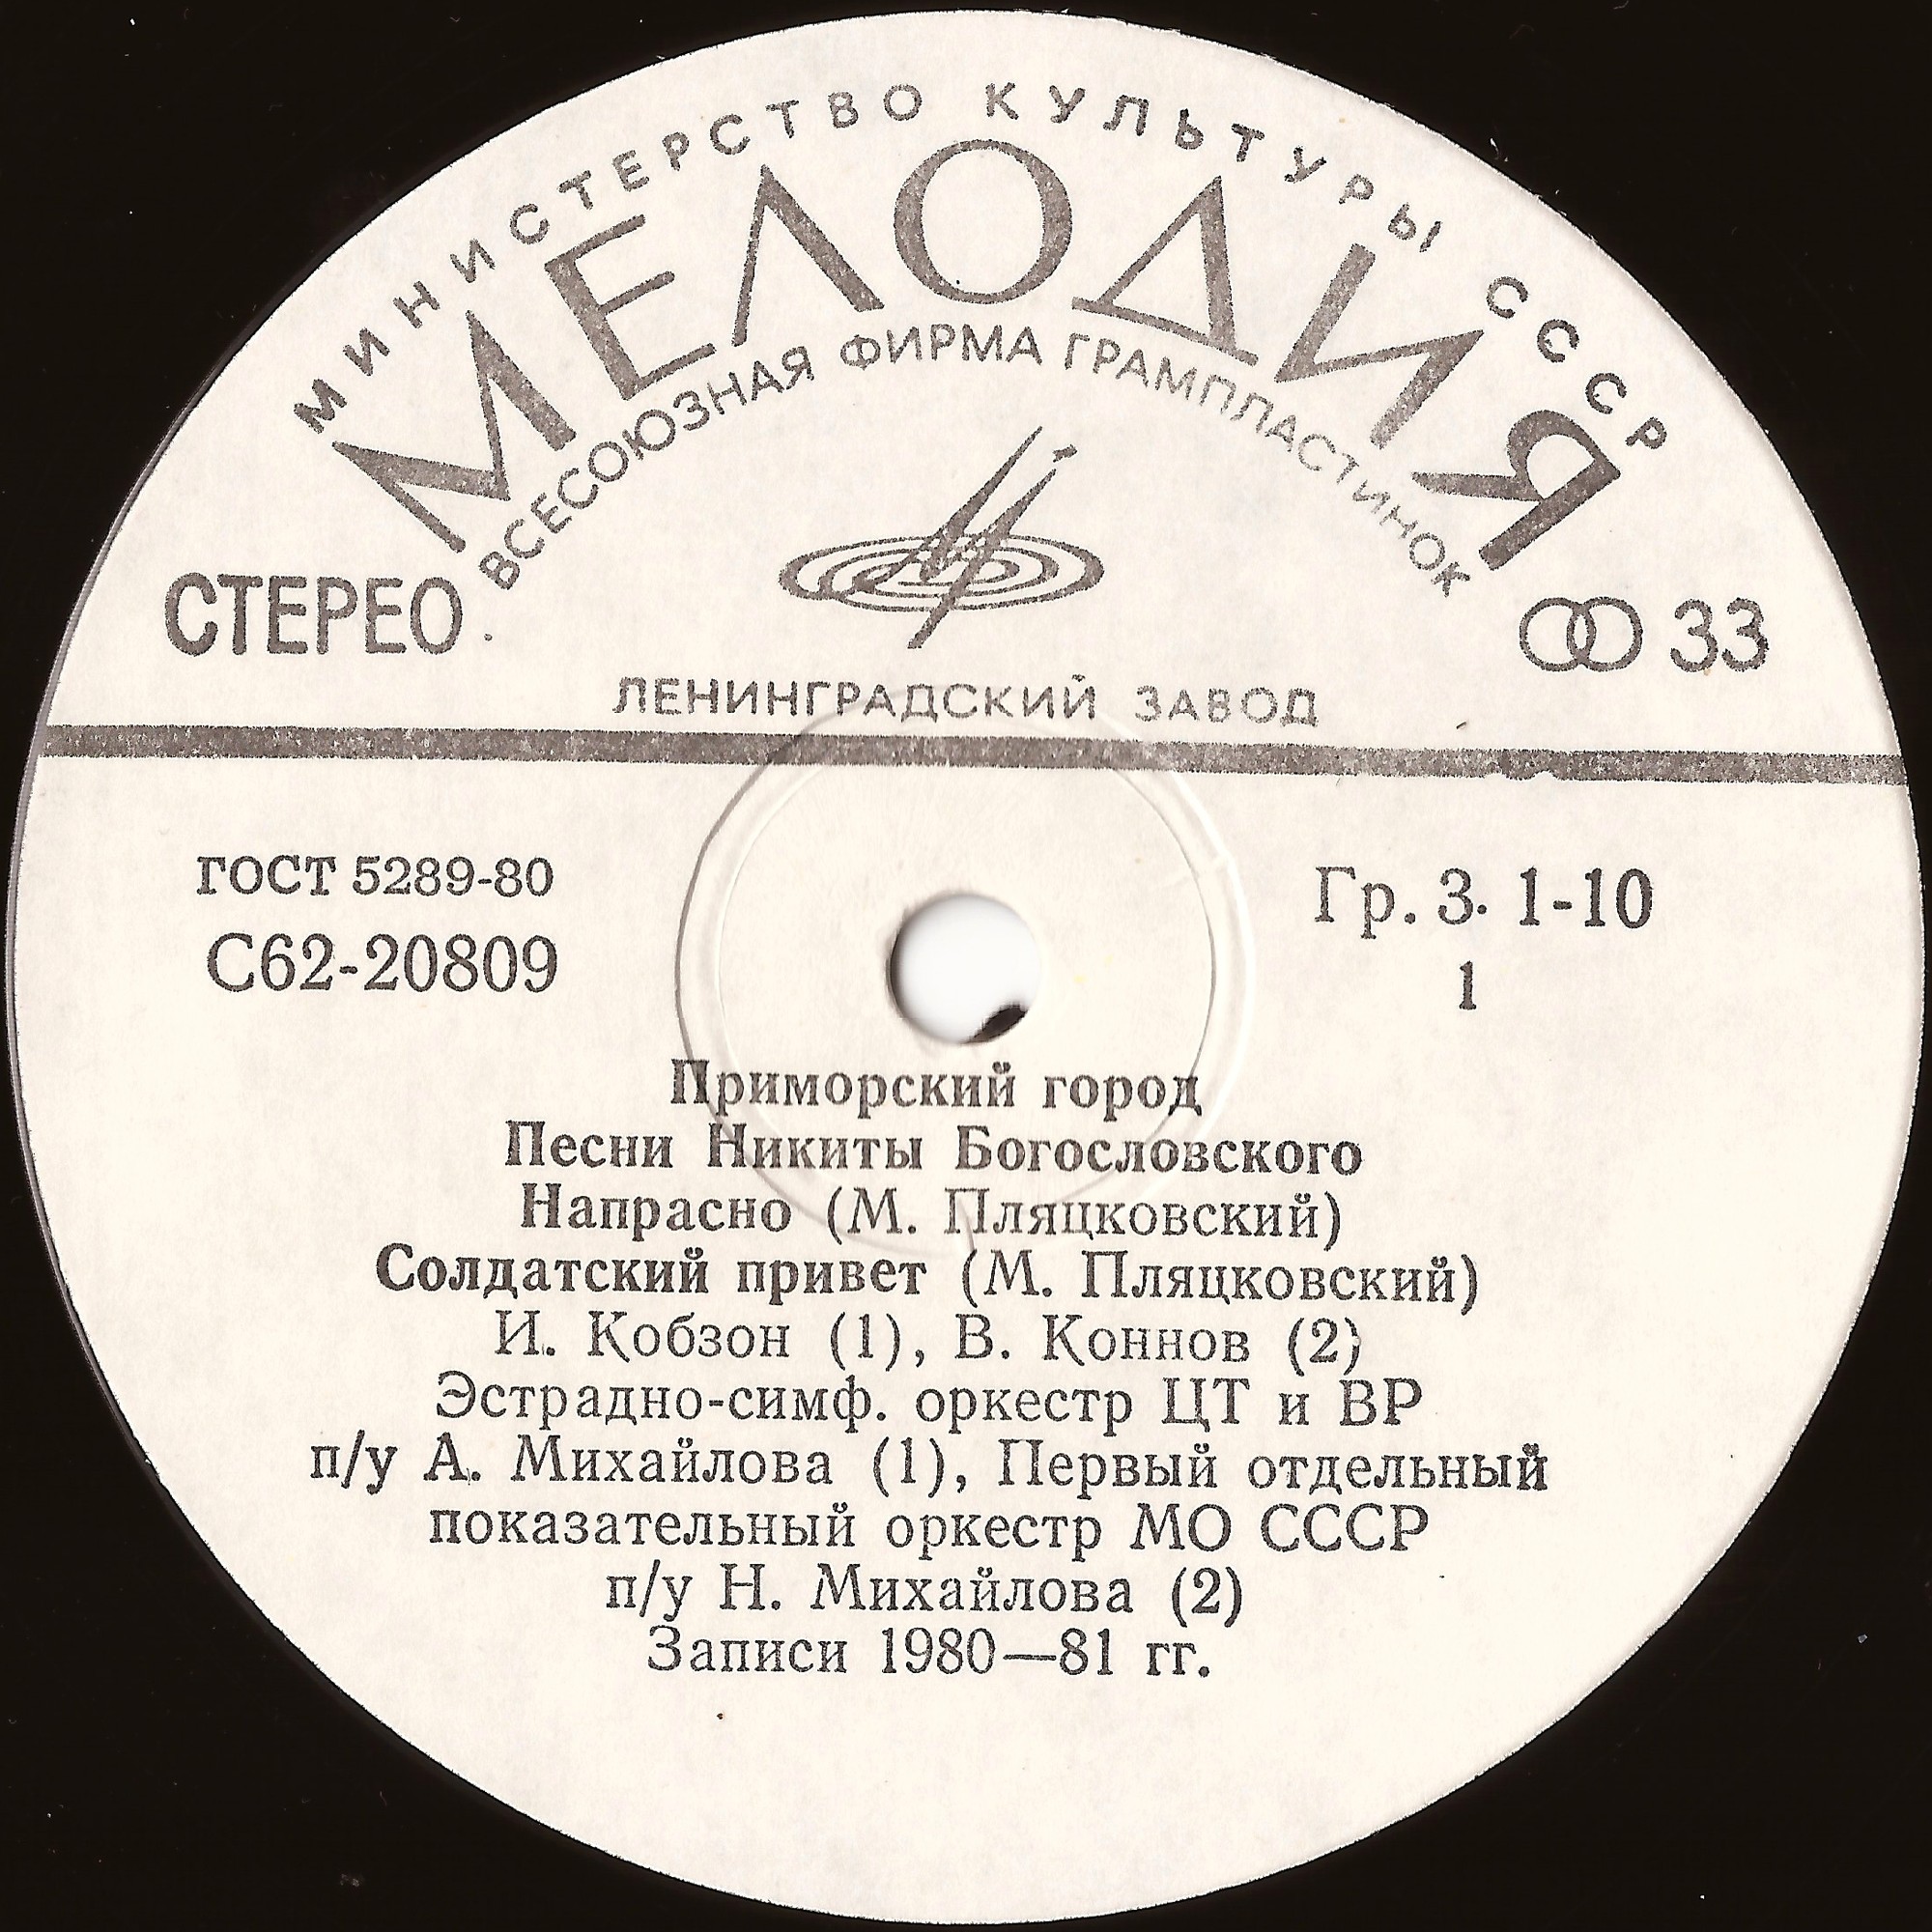 МИНИСТЕРСТВО КУЛЬТУРЫ СССР
МЕЛОДИЯ
ВСЕСОЮЗНАЯ ФИРМА ГРАМПЛАСТИНОК
СТЕРЕО
33
ЛЕНИНГРАДСКИЙ ЗАВОД
ГОСТ 5289-80
Гр. 3. 1-10
С62-20809
1
Приморский город
Песни Никиты Богословского
Напрасно (М. Пляцковский)
Солдатский привет (М. Пляцковский)
И. Кобзон (1), В. Коннов (2)
Эстрадно-симф. оркестр ЦТ и ВР
п/у А. Михайлова (1), Первый отдельный
показательный оркестр МО СССР
п/у Н. Михайлова (2)
Записи 1980—81 гг.